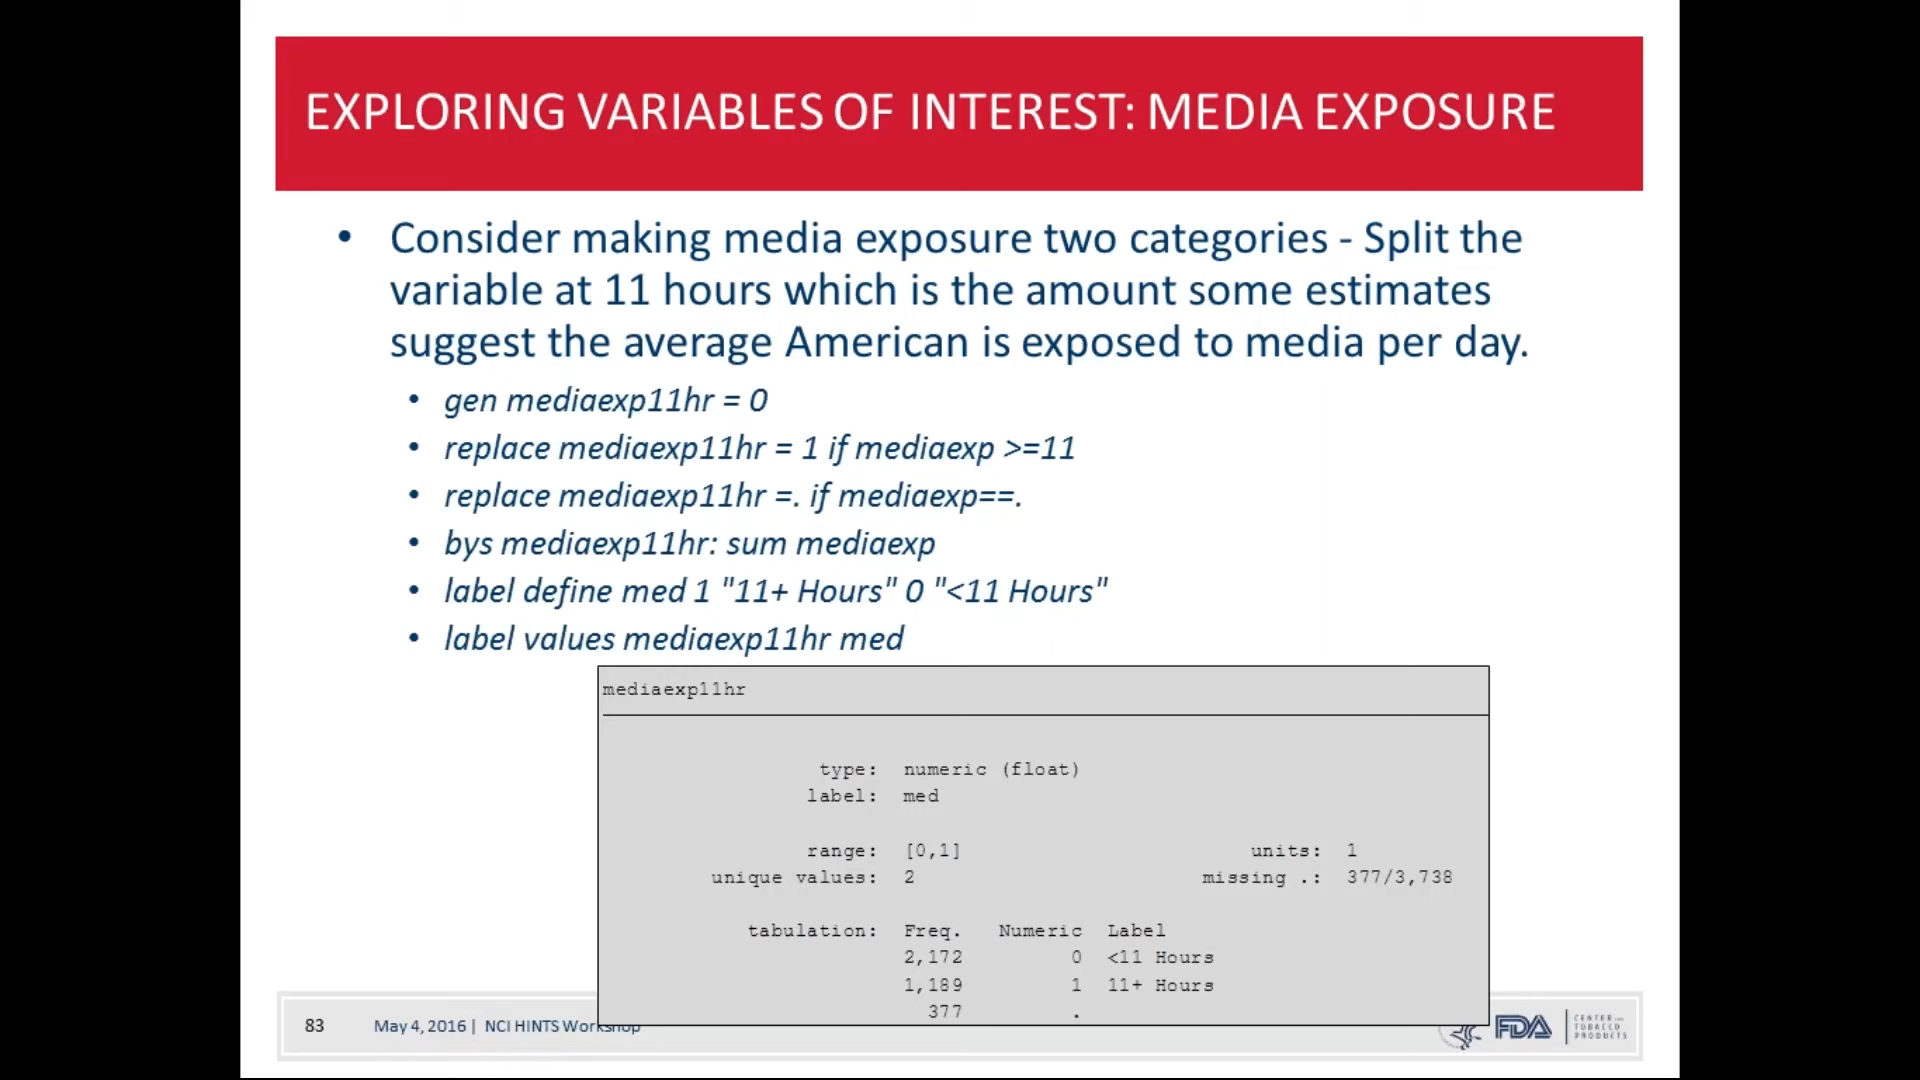 EXPLORING VARIABLES OF INTEREST: MEDIA EXPOSURE
• Consider making media exposure two categories - Split the
variable at 11 hours which is the amount some estimates
suggest the average American is exposed to media per day.
• gen mediaexp11hr = 0
• replace mediaexp11hr = 1 if mediaexp >=11
• replace mediaexp11hr =. if mediaexp==.
• bys mediaexp11hr: sum mediaexp
• label define med 1 "11+ Hours" 0 "<11 Hours"
• label values mediaexp11hr med
mediaexp11hr
type: numeric (float)
label: med
range: [0,1] units: 1
unique values: 2 missing .: 377/3,738
tabulation: Freq. Numeric Label
2,172 0 <11 Hours
1,189 1 11+ Hours
377 .
83 May 4, 2016 | NCI HINTS Workshop
FDA
CENTER FOR
TOBACCO
PRODUCTS